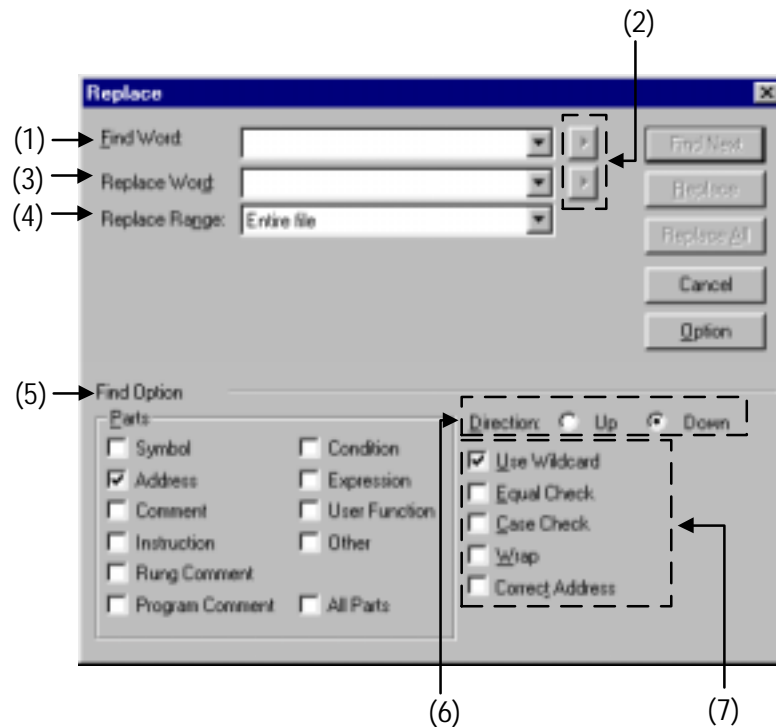 (2)
Replace
(1)
Find Word:
Find Next
(3)
Replace Word:
Replace
(4)
Replace Range:
Entire file
Replace All
Cancel
Option
(5)
Find Option
Parts
Direction: Up Down
Symbol
Condition
Use Wildcard
Address
Expression
Equal Check
Comment
User Function
Case Check
Instruction
Other
Wrap
Rung Comment
Correct Address
Program Comment
All Parts
(6)
(7)